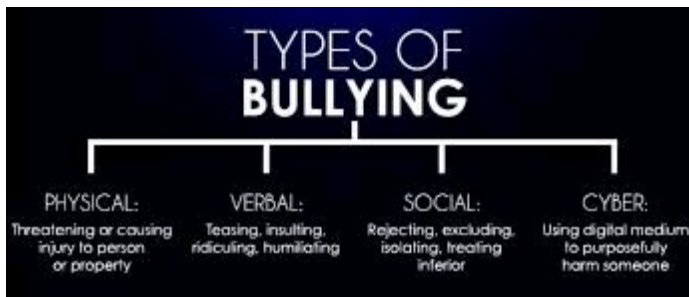 TYPES OF
BULLYING
PHYSICAL:
Threatening or causing
injury to person
or property
VERBAL:
Teasing, insulting,
ridiculing, humiliating
SOCIAL:
Rejecting, excluding,
isolating, treating
inferior
CYBER:
Using digital medium
to purposefully
harm someone